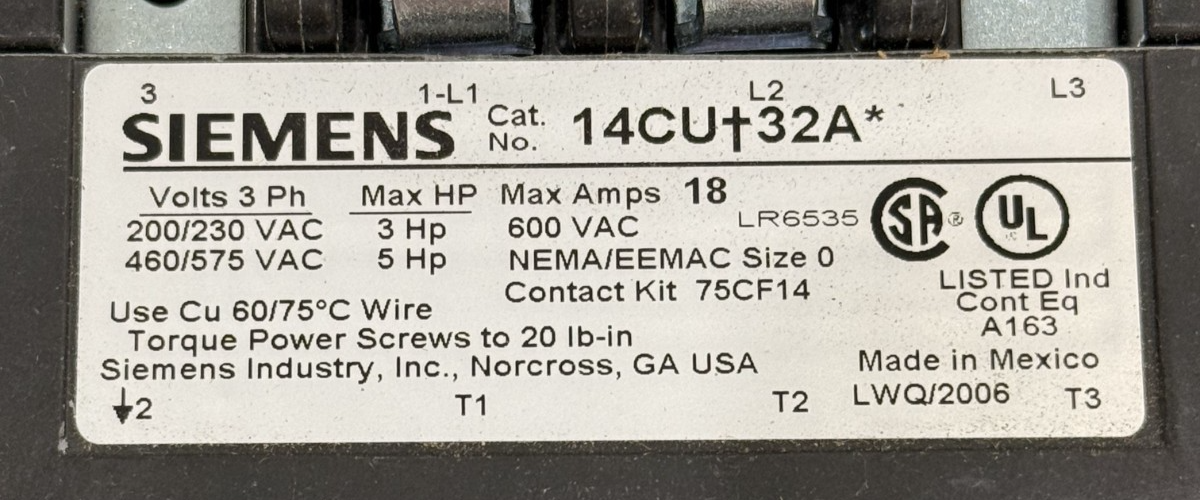 3 1-L1 L2 L3
SIEMENS Cat. No. 14CU†32A*
Volts 3 Ph Max HP Max Amps 18
200/230 VAC 3 Hp 600 VAC LR6535 SA® UL
460/575 VAC 5 Hp NEMA/EEMAC Size 0
LISTED Ind
Contact Kit 75CF14 Cont Eq
Use Cu 60/75°C Wire A163
Torque Power Screws to 20 lb-in
Siemens Industry, Inc., Norcross, GA USA Made in Mexico
2 T1 T2 LWQ/2006 T3